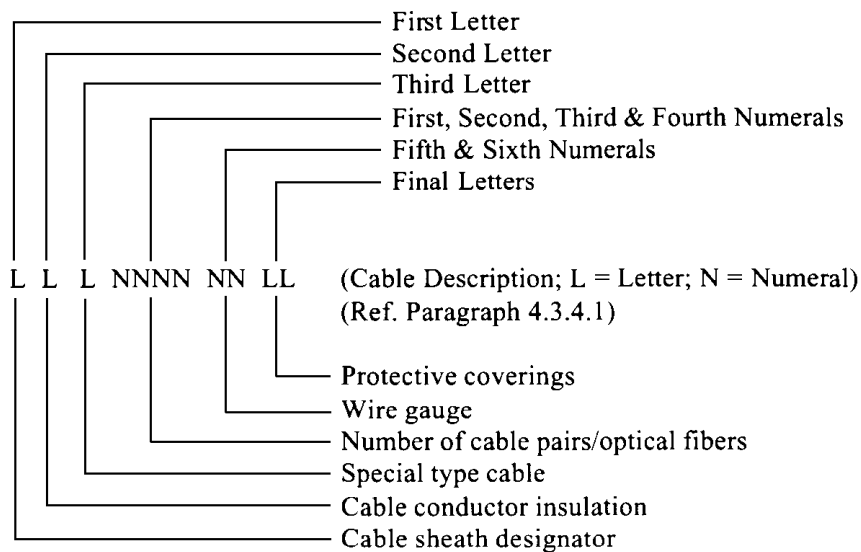 First Letter
Second Letter
Third Letter
First, Second, Third & Fourth Numerals
Fifth & Sixth Numerals
Final Letters
L L L NNNN NN LL (Cable Description; L = Letter; N = Numeral)
(Ref. Paragraph 4.3.4.1)
Protective coverings
Wire gauge
Number of cable pairs/optical fibers
Special type cable
Cable conductor insulation
Cable sheath designator